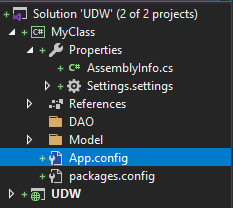 Solution 'UDW' (2 of 2 projects)
MyClass
Properties
AssemblyInfo.cs
Settings.settings
References
DAO
Model
App.config
packages.config
UDW